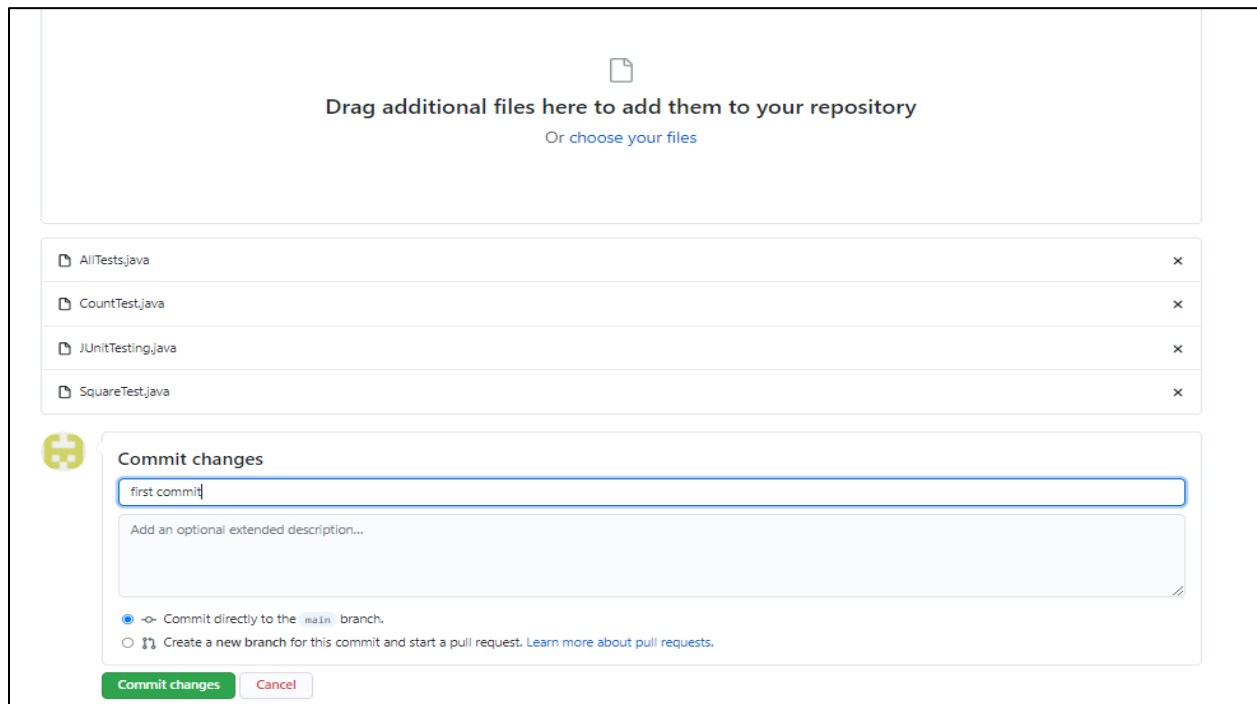 Drag additional files here to add them to your repository
Or choose your files
AllTests.java
CountTest.java
JUnitTesting.java
SquareTest.java
Commit changes
first commit
Add an optional extended description...
Commit directly to the main branch.
Create a new branch for this commit and start a pull request. Learn more about pull requests.
Commit changes Cancel